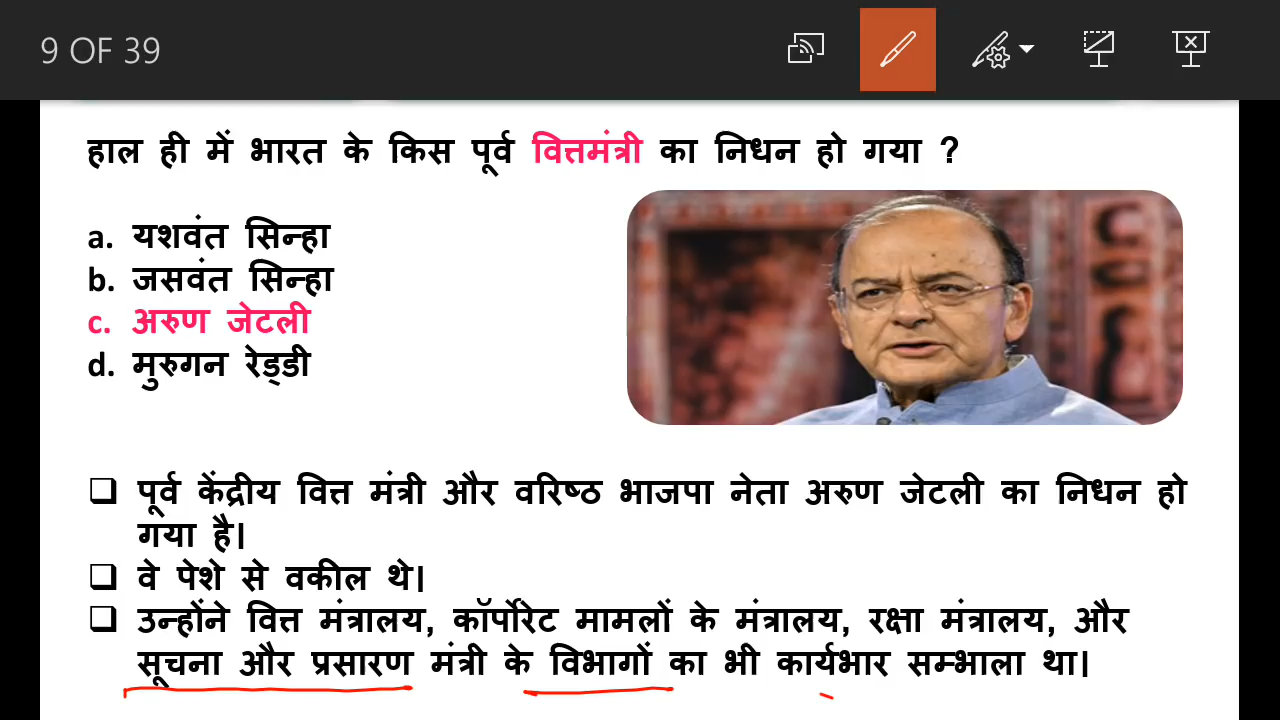 9 OF 39
हाल ही में भारत के किस पूर्व वित्तमंत्री का निधन हो गया ?
a. यशवंत सिन्हा
b. जसवंत सिन्हा
c. अरुण जेटली
d. मुरुगन रेड्डी
पूर्व केंद्रीय वित्त मंत्री और वरिष्ठ भाजपा नेता अरुण जेटली का निधन हो
गया है।
वे पेशे से वकील थे।
उन्होंने वित्त मंत्रालय, कॉर्पोरेट मामलों के मंत्रालय, रक्षा मंत्रालय, और
सूचना और प्रसारण मंत्री के विभागों का भी कार्यभार सम्भाला था।